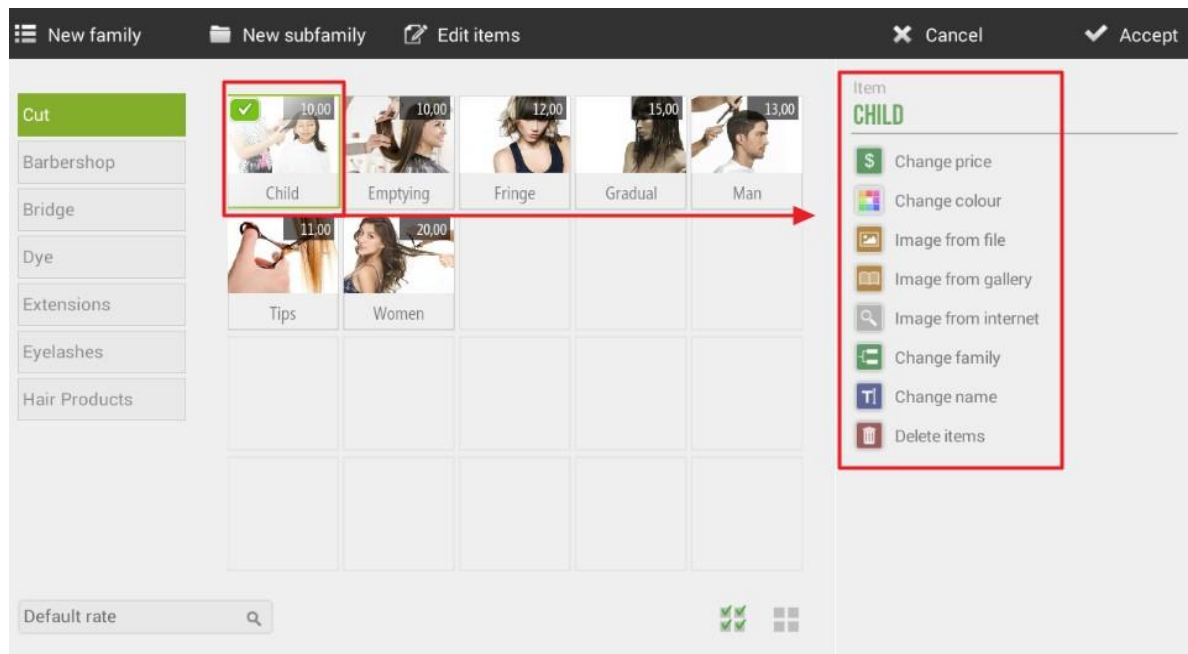 New family
New subfamily
Edit items
Cancel
Accept
Cut
Barbershop
Bridge
Dye
Extensions
Eyelashes
Hair Products
10,00
10,00
12,00
15,00
13,00
Child
Emptying
Fringe
Gradual
Man
11,00
20,00
Tips
Women
Default rate
Item
CHILD
$
Change price
Change colour
Image from file
Image from gallery
Image from internet
Change family
T
Change name
Delete items